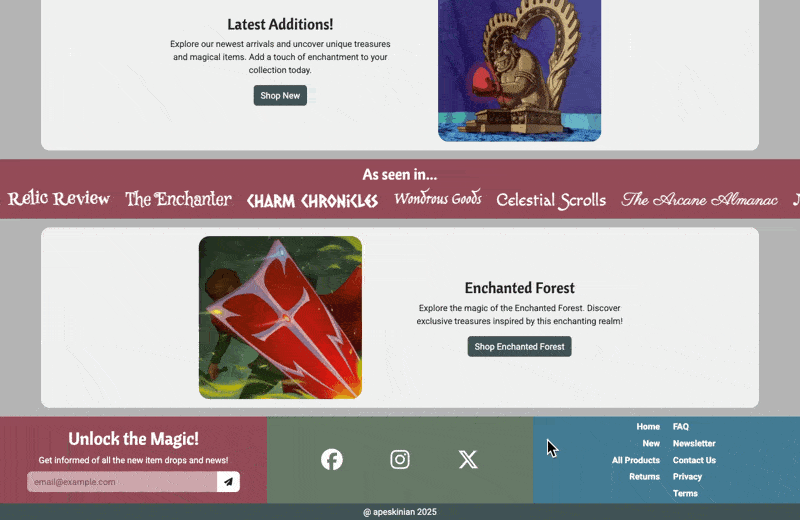 Latest Additions!
Explore our newest arrivals and uncover unique treasures
and magical items. Add a touch of enchantment to your
collection today.
Shop New
As seen in...
Relic Review The Enchanter CHARM CHRONICLES Wondrous Goods Celestial Scrolls The Arcane Almanac
Enchanted Forest
Explore the magic of the Enchanted Forest. Discover
exclusive treasures inspired by this enchanting realm!
Shop Enchanted Forest
Unlock the Magic!
Get informed of all the new item drops and news!
email@example.com
Home FAQ
New Newsletter
All Products Contact Us
Returns Privacy
Terms
@ apeskinian 2025